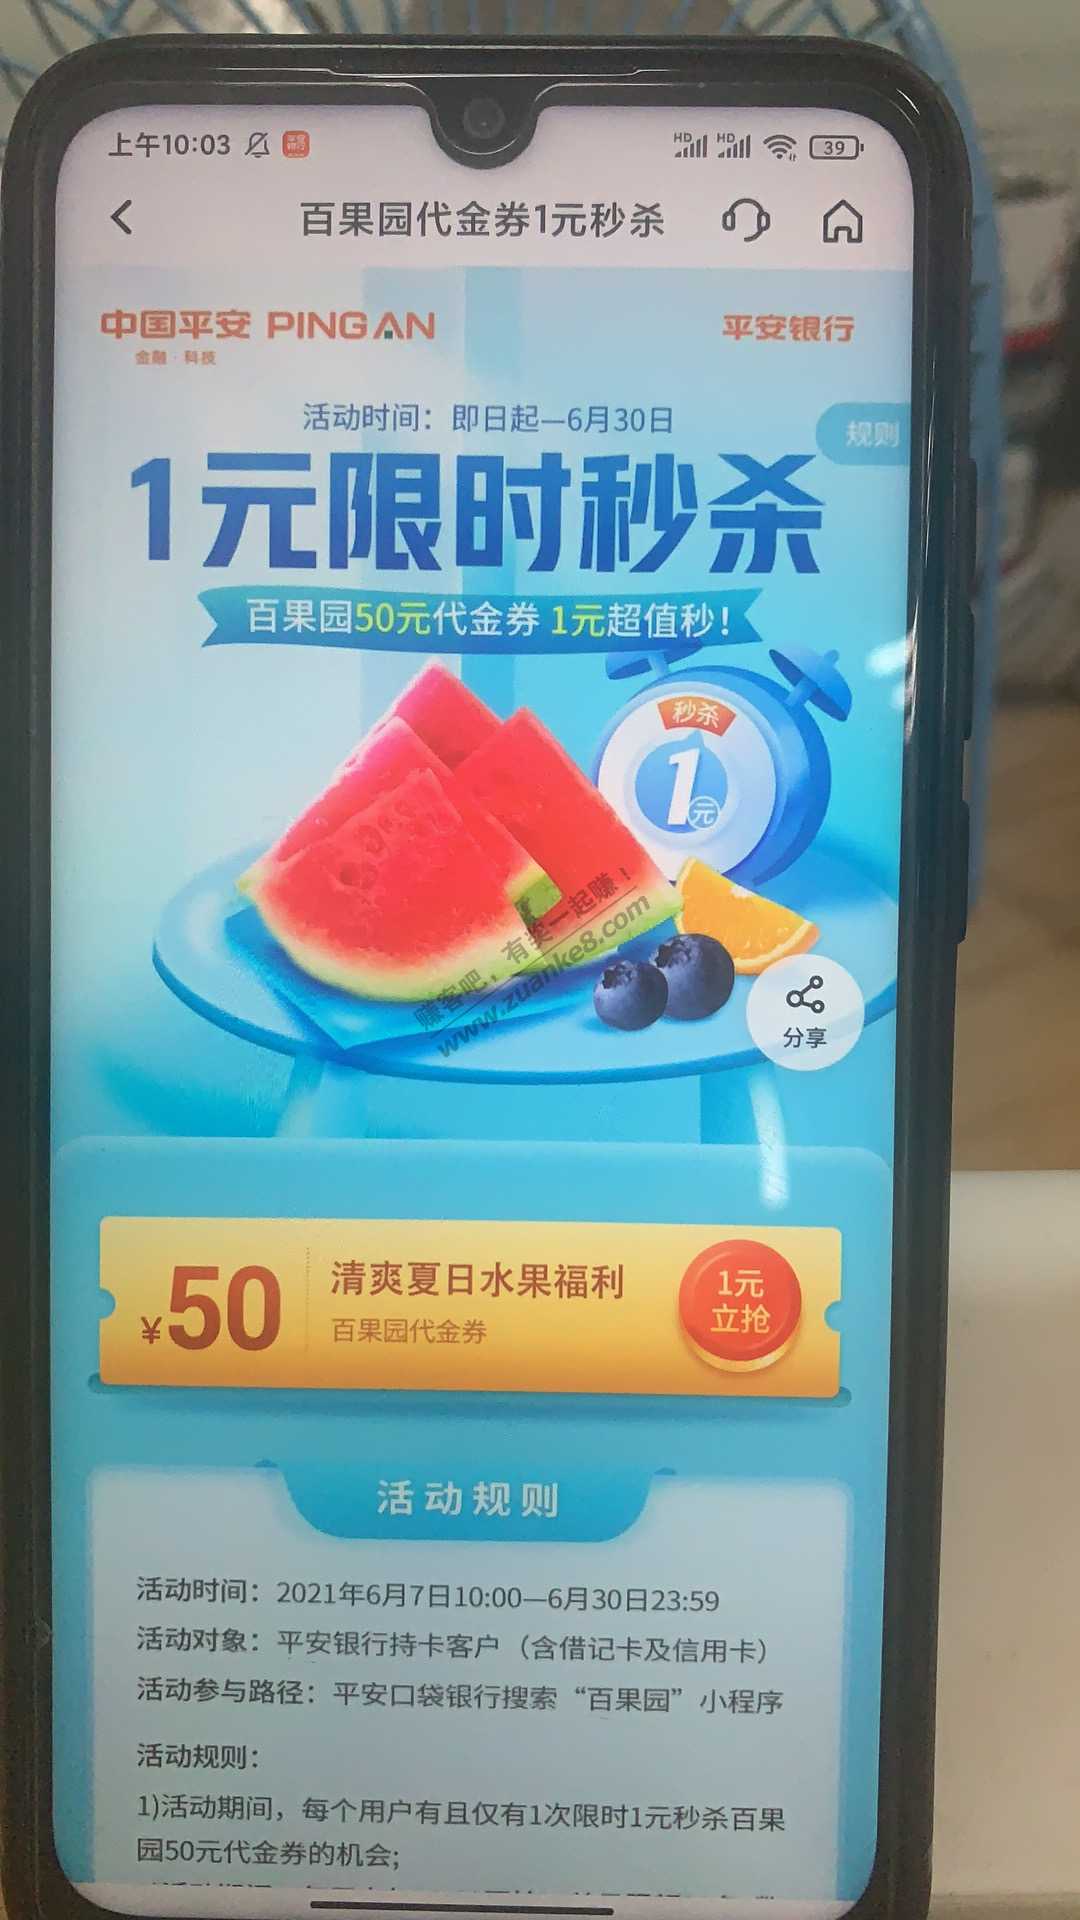 上午10:03
HD HD 39
百果园代金券1元秒杀
中国平安 PING AN
金融·科技
平安银行
活动时间：即日起—6月30日
规则
1元限时秒杀
百果园50元代金券 1元超值秒！
秒杀
1元
赚客吧，有奖一起赚！
www.zuanke8.com
分享
¥50
清爽夏日水果福利
百果园代金券
1元
立抢
活动规则
活动时间：2021年6月7日10:00—6月30日23:59
活动对象：平安银行持卡客户（含借记卡及信用卡）
活动参与路径：平安口袋银行搜索“百果园”小程序
活动规则：
1)活动期间，每个用户有且仅有1次限时1元秒杀百果
园50元代金券的机会;